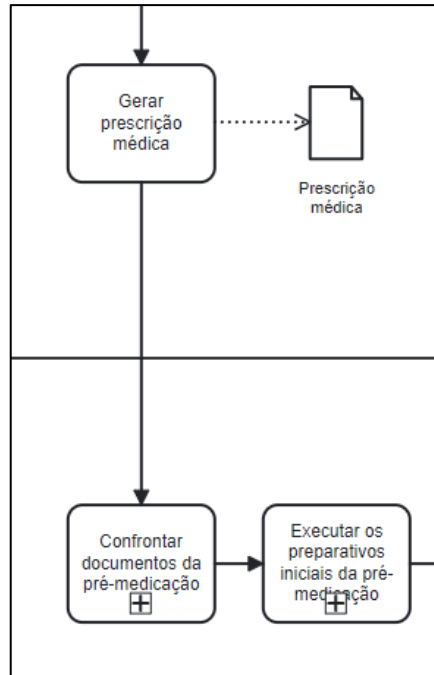 Gerar
prescrição
médica
Prescrição
médica
Confrontar
documentos da
pré-medicação
Executar os
preparativos
iniciais da pré-
medicação